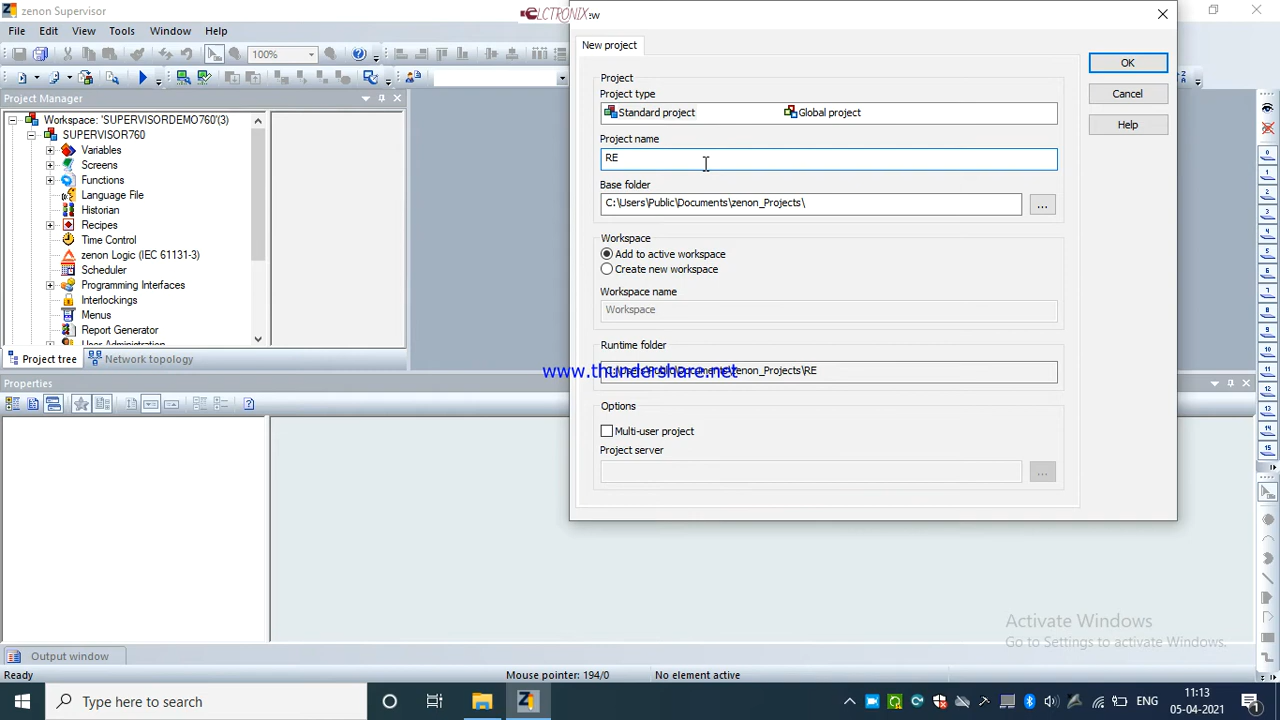 zenon Supervisor
ELCTRONIX
File Edit View Tools Window Help
100%
Project Manager
Workspace: 'SUPERVISORDEMO760'(3)
SUPERVISOR760
Variables
Screens
Functions
Language File
Historian
Recipes
Time Control
zenon Logic (IEC 61131-3)
Scheduler
Programming Interfaces
Interlockings
Menus
Report Generator
User Administration
Project tree Network topology
New project
Project
Project type
Standard project Global project
Project name
RE
Base folder
C:\Users\Public\Documents\zenon_Projects\
...
Workspace
Add to active workspace
Create new workspace
Workspace name
Workspace
Runtime folder
C:\Users\Public\Documents\zenon_Projects\RE
www.thundershare.net
Options
Multi-user project
Project server
...
OK
Cancel
Help
Properties
Output window
Activate Windows
Go to Settings to activate Windows.
Ready Mouse pointer: 194/0 No element active
Type here to search
ENG 11:13
05-04-2021